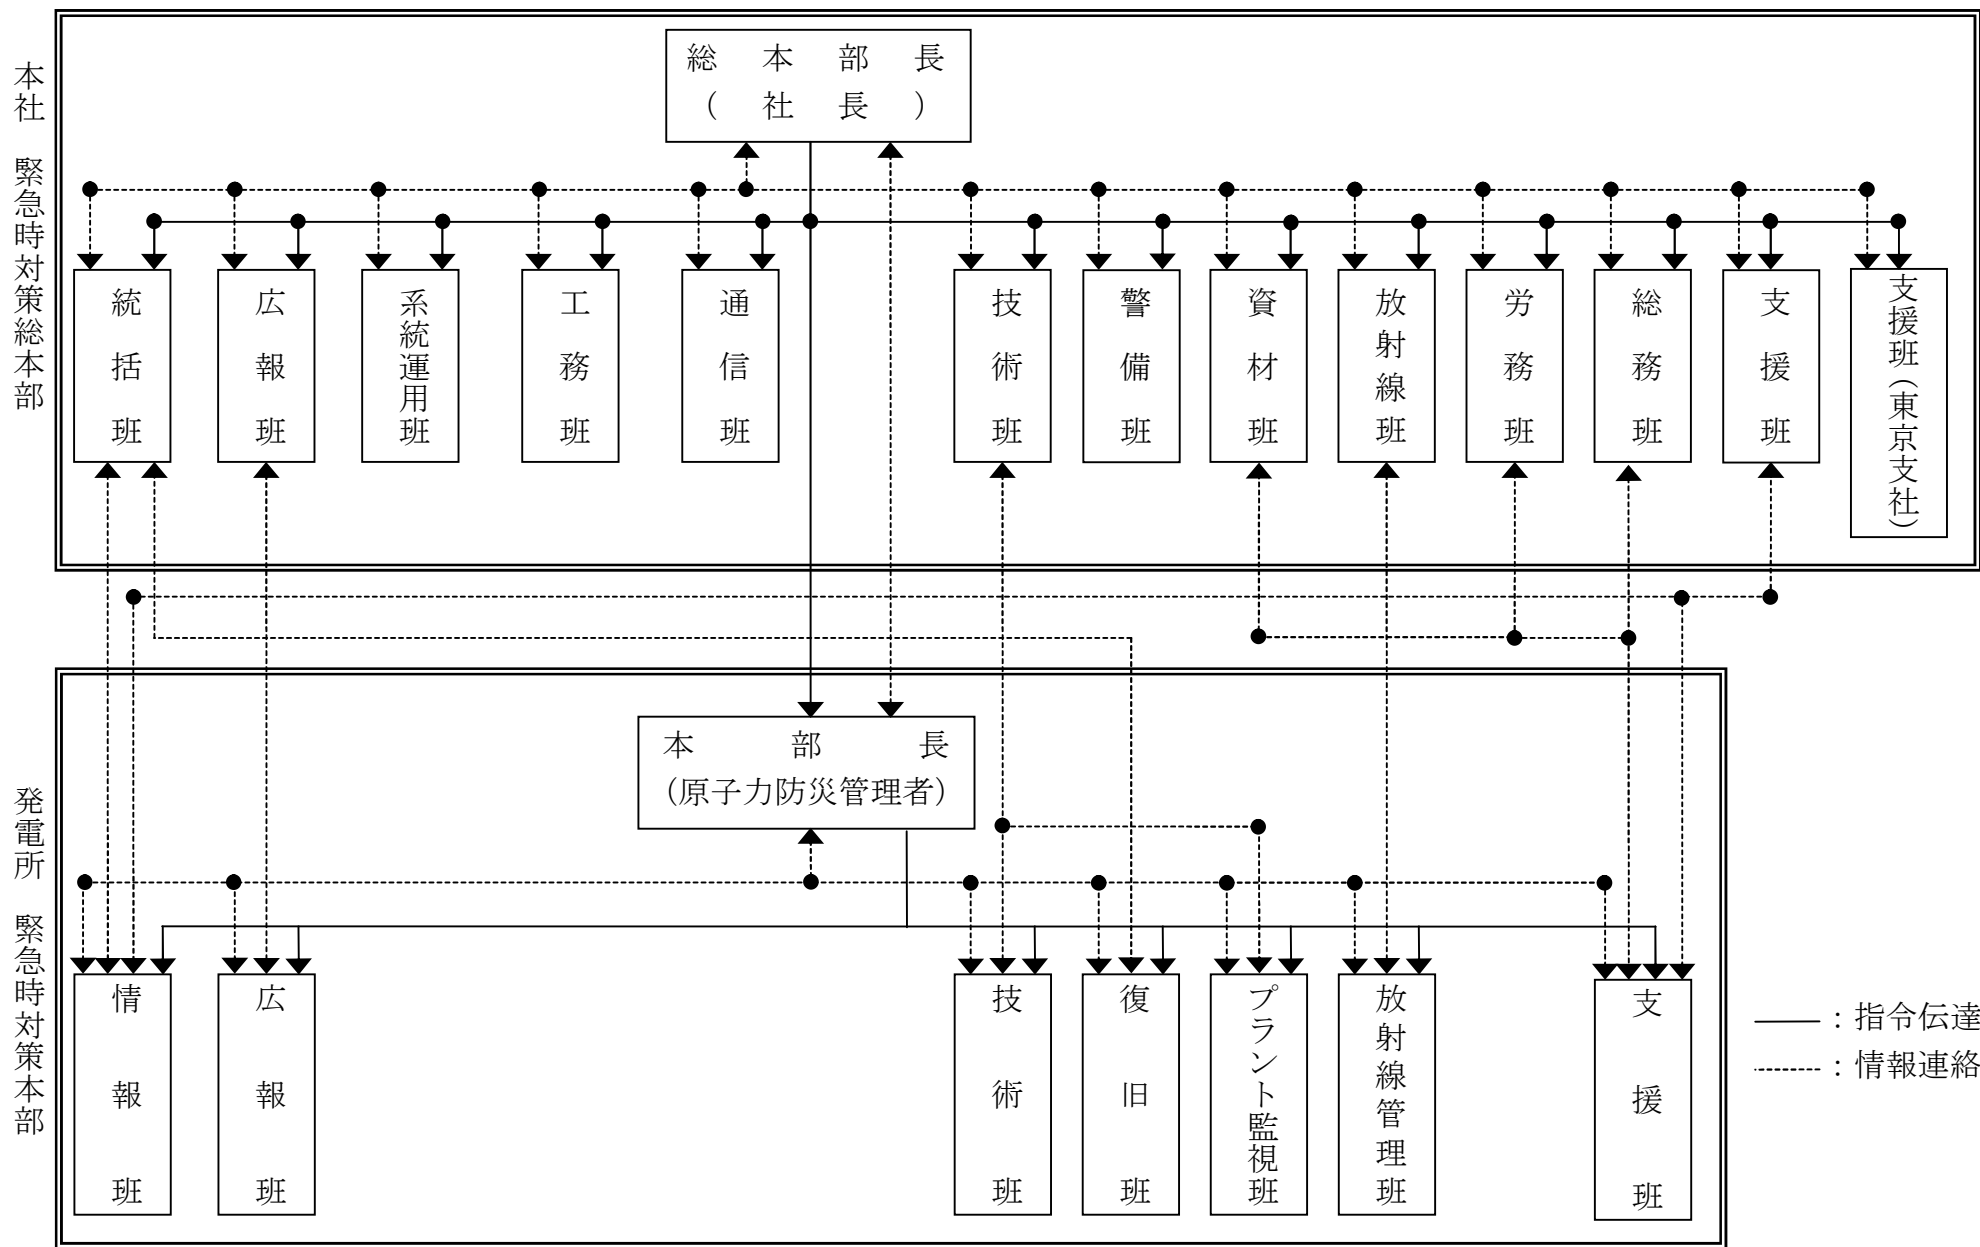 本社　緊急時対策総本部
総本部長
（社長）
統括班
広報班
系統運用班
工務班
通信班
技術班
警備班
資材班
放射線班
労務班
総務班
支援班
支援班（東京支社）
発電所　緊急時対策本部
本部長
（原子力防災管理者）
情報班
広報班
技術班
復旧班
プラント監視班
放射線管理班
支援班
：指令伝達
：情報連絡